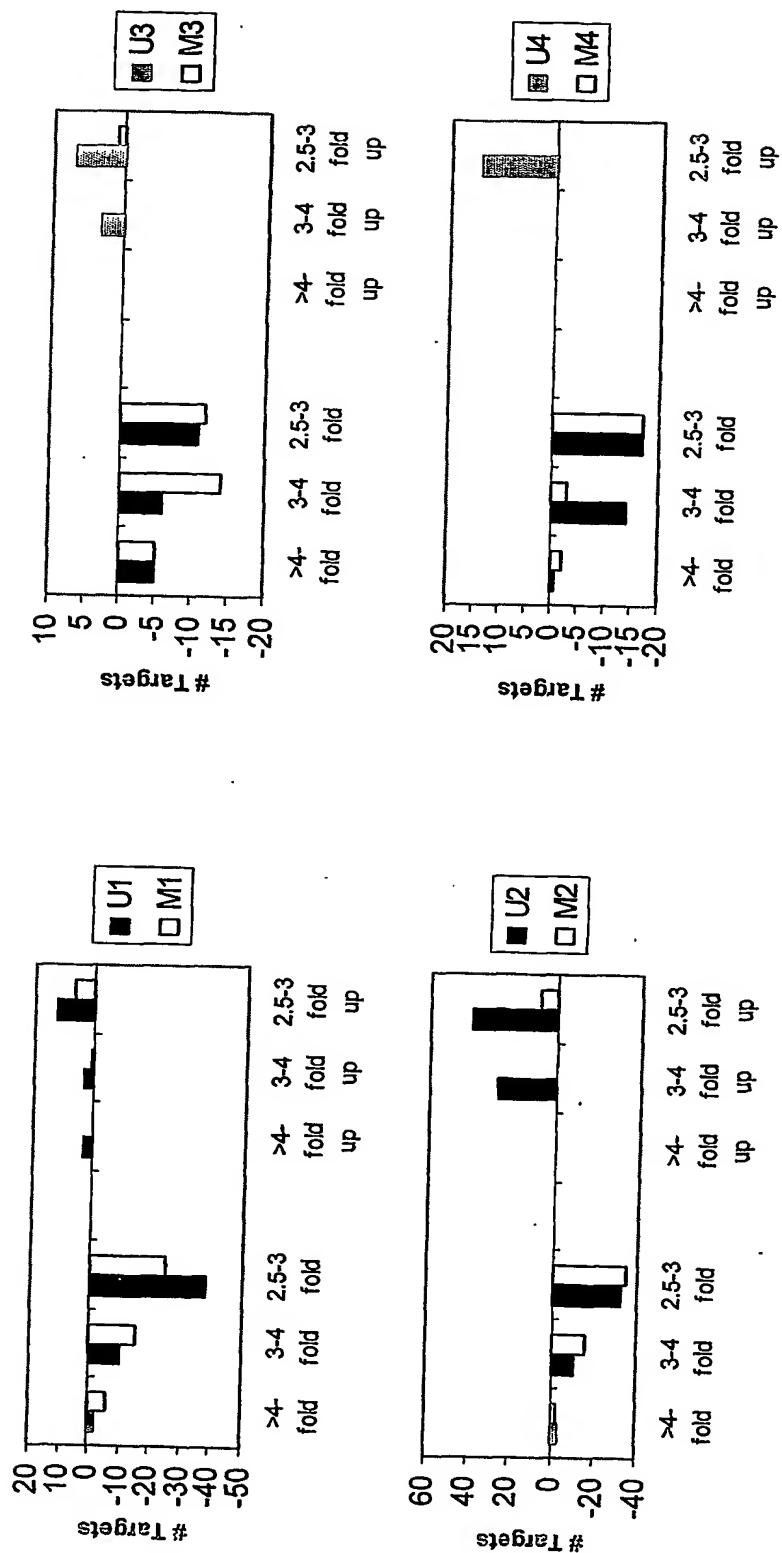 20
10
0
-10
-20
-30
-40
-50
# Targets
>4- 3-4 2.5-3 >4- 3-4 2.5-3
fold fold fold fold fold fold
up up up
U1
M1
10
5
0
-5
-10
-15
-20
# Targets
>4- 3-4 2.5-3 >4- 3-4 2.5-3
fold fold fold fold fold fold
up up up
U3
M3
60
40
20
0
-20
-40
# Targets
>4- 3-4 2.5-3 >4- 3-4 2.5-3
fold fold fold fold fold fold
up up up
U2
M2
20
15
10
5
0
-5
-10
-15
-20
# Targets
>4- 3-4 2.5-3 >4- 3-4 2.5-3
fold fold fold fold fold fold
up up up
U4
M4